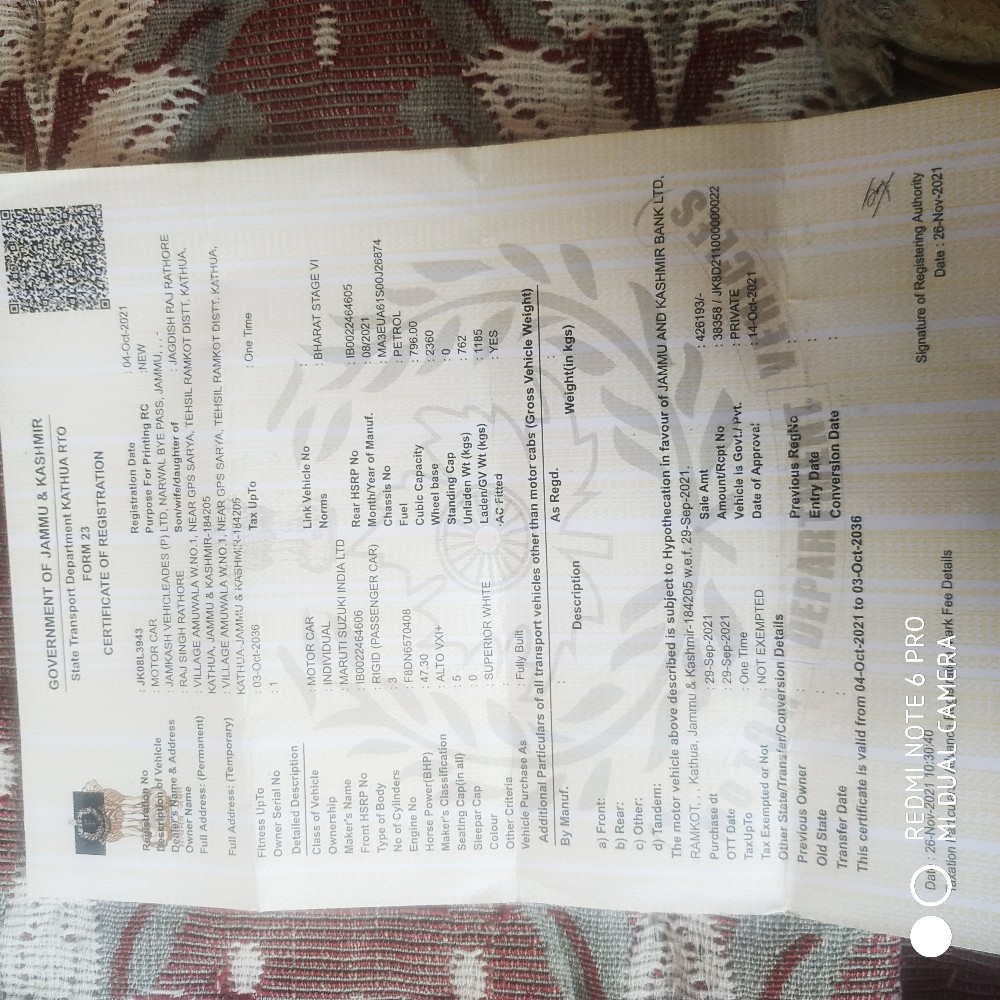 GOVERNMENT OF JAMMU & KASHMIR
State Transport Department KATHUA RTO
FORM 23
CERTIFICATE OF REGISTRATION
Registration No : JK08L3943 Registration Date : 04-Oct-2021
Description of Vehicle : MOTOR CAR Purpose For Printing RC :NEW
Dealer's Name & Address : JAMKASH VEHICLEADES (P) LTD, NARWAL BYE PASS, JAMMU, , , -
Owner Name : RAJ SINGH RATHORE Son/wife/daughter of : JAGDISH RAJ RATHORE
Full Address: (Permanent) : VILLAGE AMUWALA W.NO.1, NEAR GPS SARYA, TEHSIL RAMKOT DISTT. KATHUA,
KATHUA, JAMMU & KASHMIR-184205
Full Address: (Temporary) : VILLAGE AMUWALA W.NO.1, NEAR GPS SARYA, TEHSIL RAMKOT DISTT. KATHUA,
KATHUA-JAMMU & KASHMIR-184205
Fitness UpTo : 03-Oct-2036 Tax UpTo : One Time
Owner Serial No : 1
Detailed Description
Class of Vehicle : MOTOR CAR Link Vehicle No :
Ownership : INDIVIDUAL Norms : BHARAT STAGE VI
Maker's Name : MARUTI SUZUKI INDIA LTD
Front HSRP No : IB0022464606 Rear HSRP No : IB0022464605
Type of Body : RIGID (PASSENGER CAR) Month/Year of Manuf. : 08/2021
No of Cylinders : 3 Chassis No : MA3EUA61S00J26874
Engine No : F8DN6570408 Fuel : PETROL
Horse Power(BHP) : 47.30 Cubic Capacity : 796.00
Maker's Classification : ALTO VXI+ Wheel base : 2360
Seating Cap(in all) : 5 Standing Cap : 0
Sleepar Cap : 0 Unladen Wt (kgs) : 762
Colour : SUPERIOR WHITE Laden/GV Wt (kgs) : 1185
Other Criteria : AC Fitted : YES
Vehicle Purchase As : Fully Built
Additional Particulars of all transport vehicles other than motor cabs (Gross Vehicle Weight)
By Manuf. : As Regd. :
Description Weight(in kgs)
a) Front:
b) Rear:
c) Other:
d) Tandem:
The motor vehicle above described is subject to Hypothecation in favour of JAMMU AND KASHMIR BANK LTD,
RAMKOT, , , Kathua, Jammu & Kashmir-184205 w.e.f. 29-Sep-2021.
Purchase dt : 29-Sep-2021 Sale Amt : 426193/-
OTT Date : 29-Sep-2021 Amount/Rcpt No : 38358 / JK8D2110000000022
TaxUpTo : One Time Vehicle is Govt./ Pvt. : PRIVATE
Tax Exempted or Not : NOT EXEMPTED Date of Approval : 14-Oct-2021
Other State/Transfer/Conversion Details
Previous Owner : Previous RegNo :
Old State : Entry Date :
Transfer Date : Conversion Date :
This certificate is valid from 04-Oct-2021 to 03-Oct-2036
Signature of Registering Authority
Date : 26-Nov-2021 10:30:40 Date : 26-Nov-2021
Taxation Fee Details
DEPARTMENT
REDMI NOTE 6 PRO
MI DUAL CAMERA